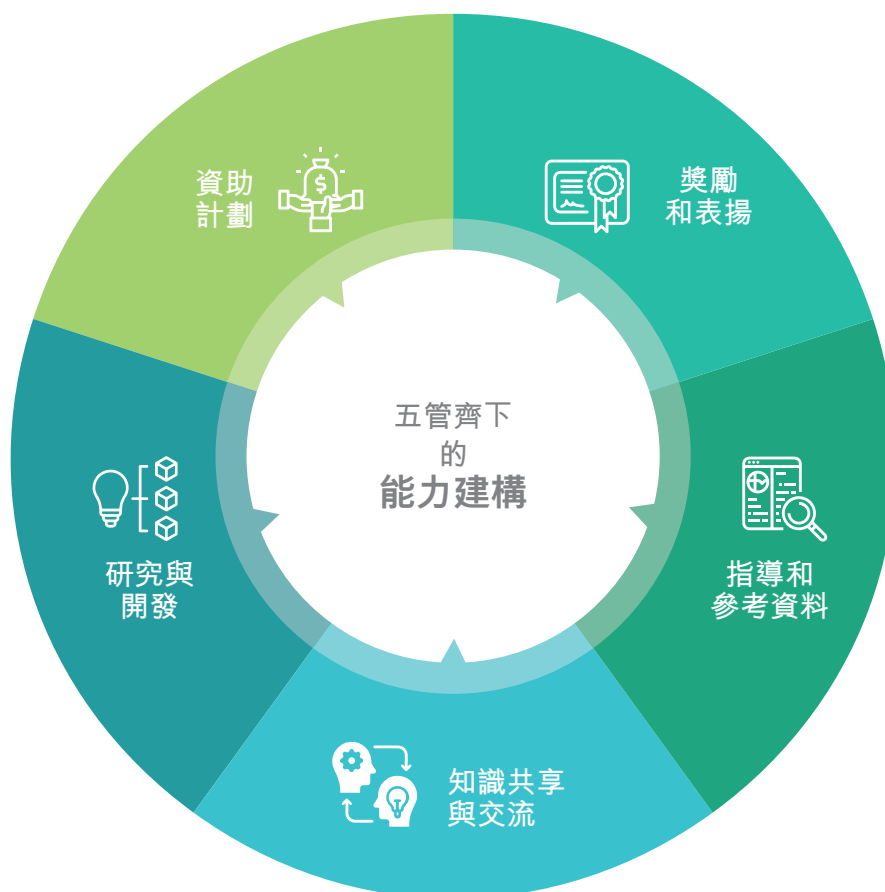 資助
計劃
$
獎勵
和表揚
五管齊下
的
能力建構
研究與
開發
指導和
參考資料
知識共享
與交流